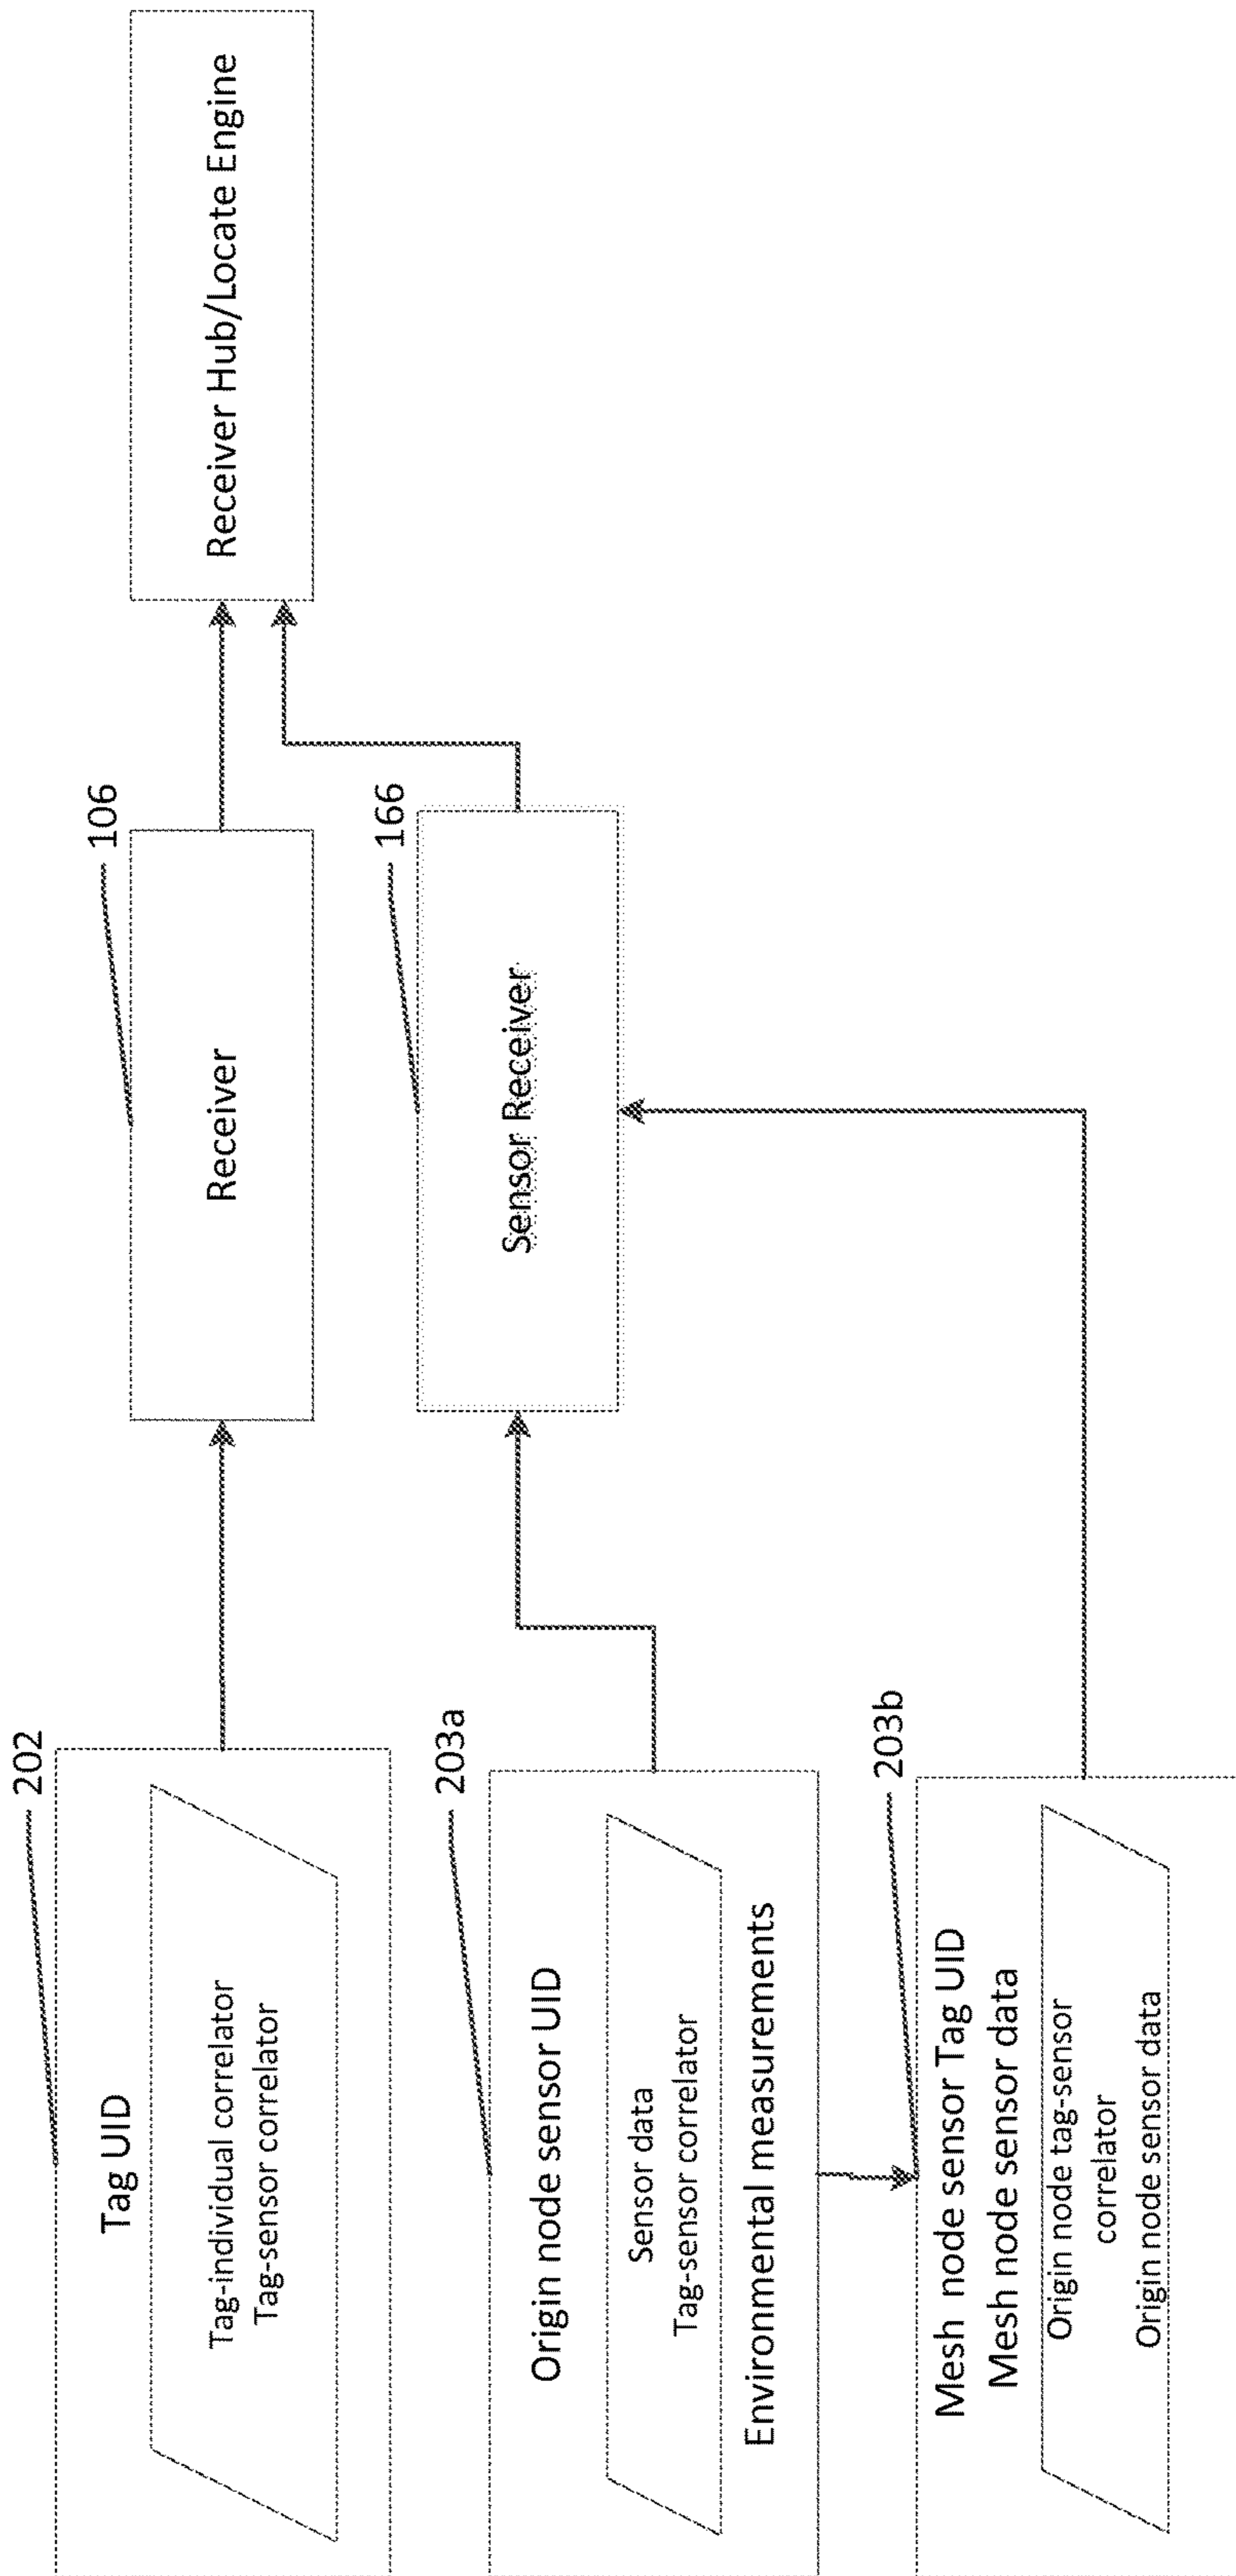 202
Tag UID
Tag-individual correlator
Tag-sensor correlator
106
Receiver
Receiver Hub/Locate Engine
203a
Origin node sensor UID
Sensor data
Tag-sensor correlator
Environmental measurements
166
Sensor Receiver
203b
Mesh node sensor Tag UID
Mesh node sensor data
Origin node tag-sensor
correlator
Origin node sensor data